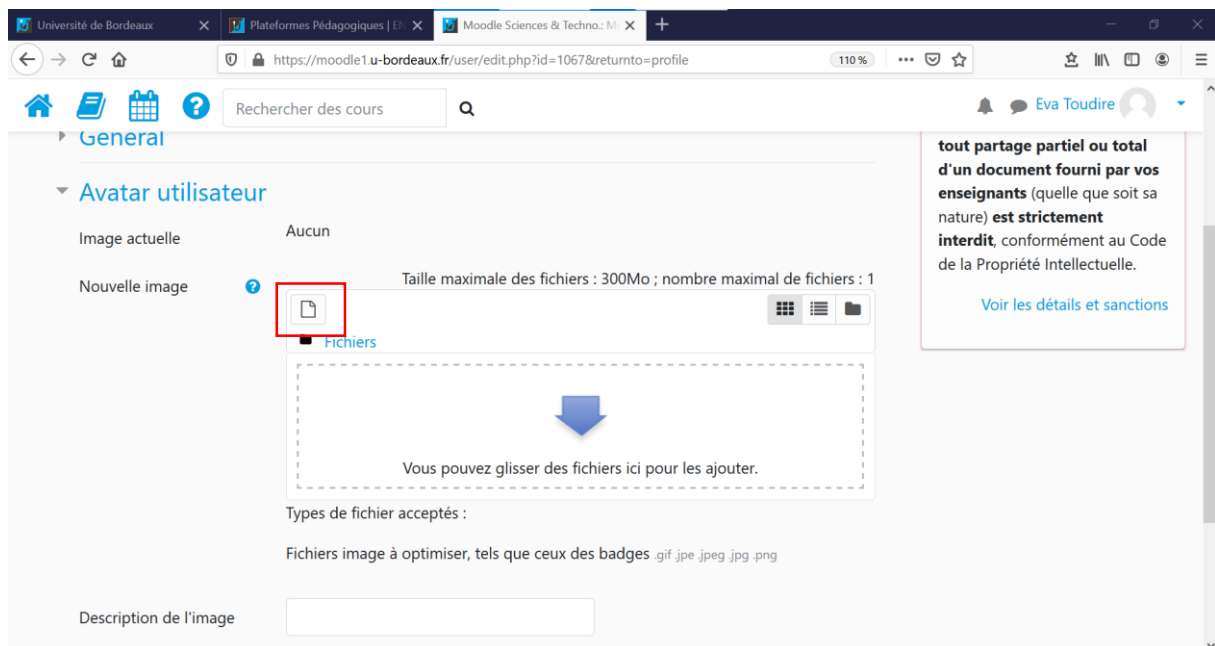 Université de Bordeaux
Plateformes Pédagogiques | EN
Moodle Sciences & Techno.: M
https://moodle1.u-bordeaux.fr/user/edit.php?id=1067&returnto=profile
110 %
Rechercher des cours
Eva Toudire
Général
Avatar utilisateur
Image actuelle
Aucun
Nouvelle image
Taille maximale des fichiers : 300Mo ; nombre maximal de fichiers : 1
Fichiers
Vous pouvez glisser des fichiers ici pour les ajouter.
Types de fichier acceptés :
Fichiers image à optimiser, tels que ceux des badges .gif .jpe .jpeg .jpg .png
Description de l'image
tout partage partiel ou total
d'un document fourni par vos
enseignants (quelle que soit sa
nature) est strictement
interdit, conformément au Code
de la Propriété Intellectuelle.
Voir les détails et sanctions